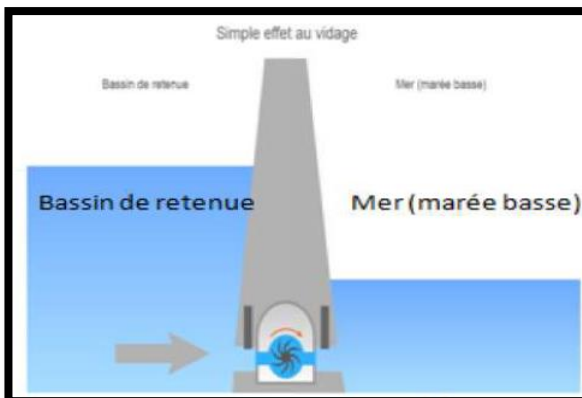 Simple effet au vidage
Bassin de retenue Mer (marée basse)
Bassin de retenue Mer (marée basse)